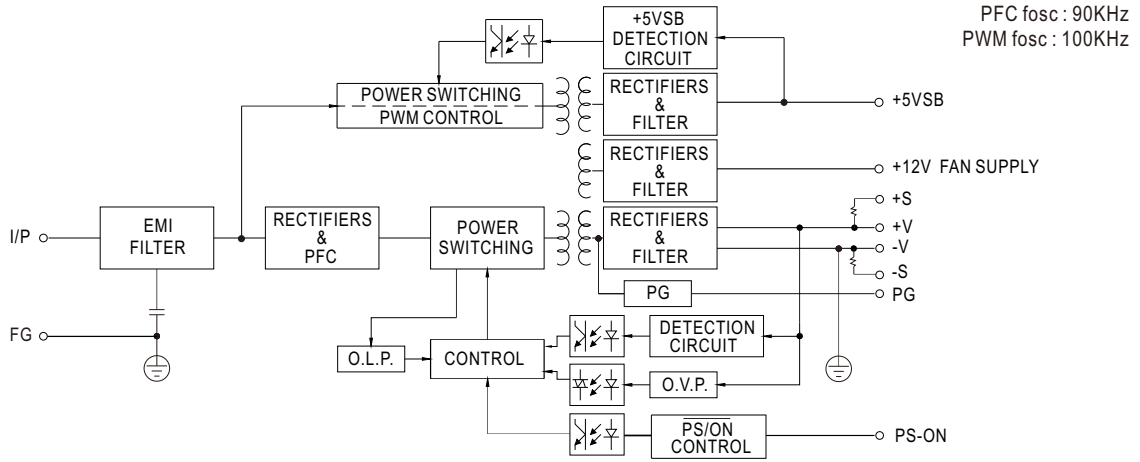 PFC fosc : 90KHz
PWM fosc : 100KHz
+5VSB
DETECTION
CIRCUIT
POWER SWITCHING
PWM CONTROL
RECTIFIERS
&
FILTER
+5VSB
RECTIFIERS
&
FILTER
+12V FAN SUPPLY
I/P
EMI
FILTER
RECTIFIERS
&
PFC
POWER
SWITCHING
RECTIFIERS
&
FILTER
+S
+V
-V
-S
PG
PG
FG
O.L.P.
CONTROL
DETECTION
CIRCUIT
O.V.P.
PS/ON
CONTROL
PS-ON